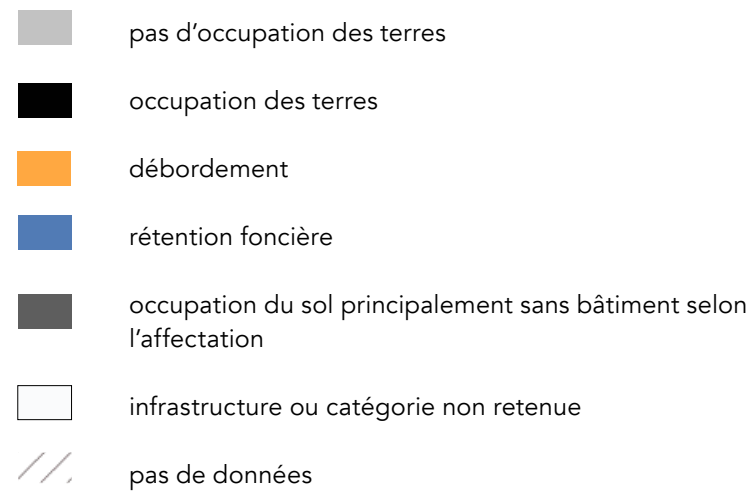 pas d’occupation des terres
occupation des terres
débordement
rétention foncière
occupation du sol principalement sans bâtiment selon
l’affectation
infrastructure ou catégorie non retenue
pas de données